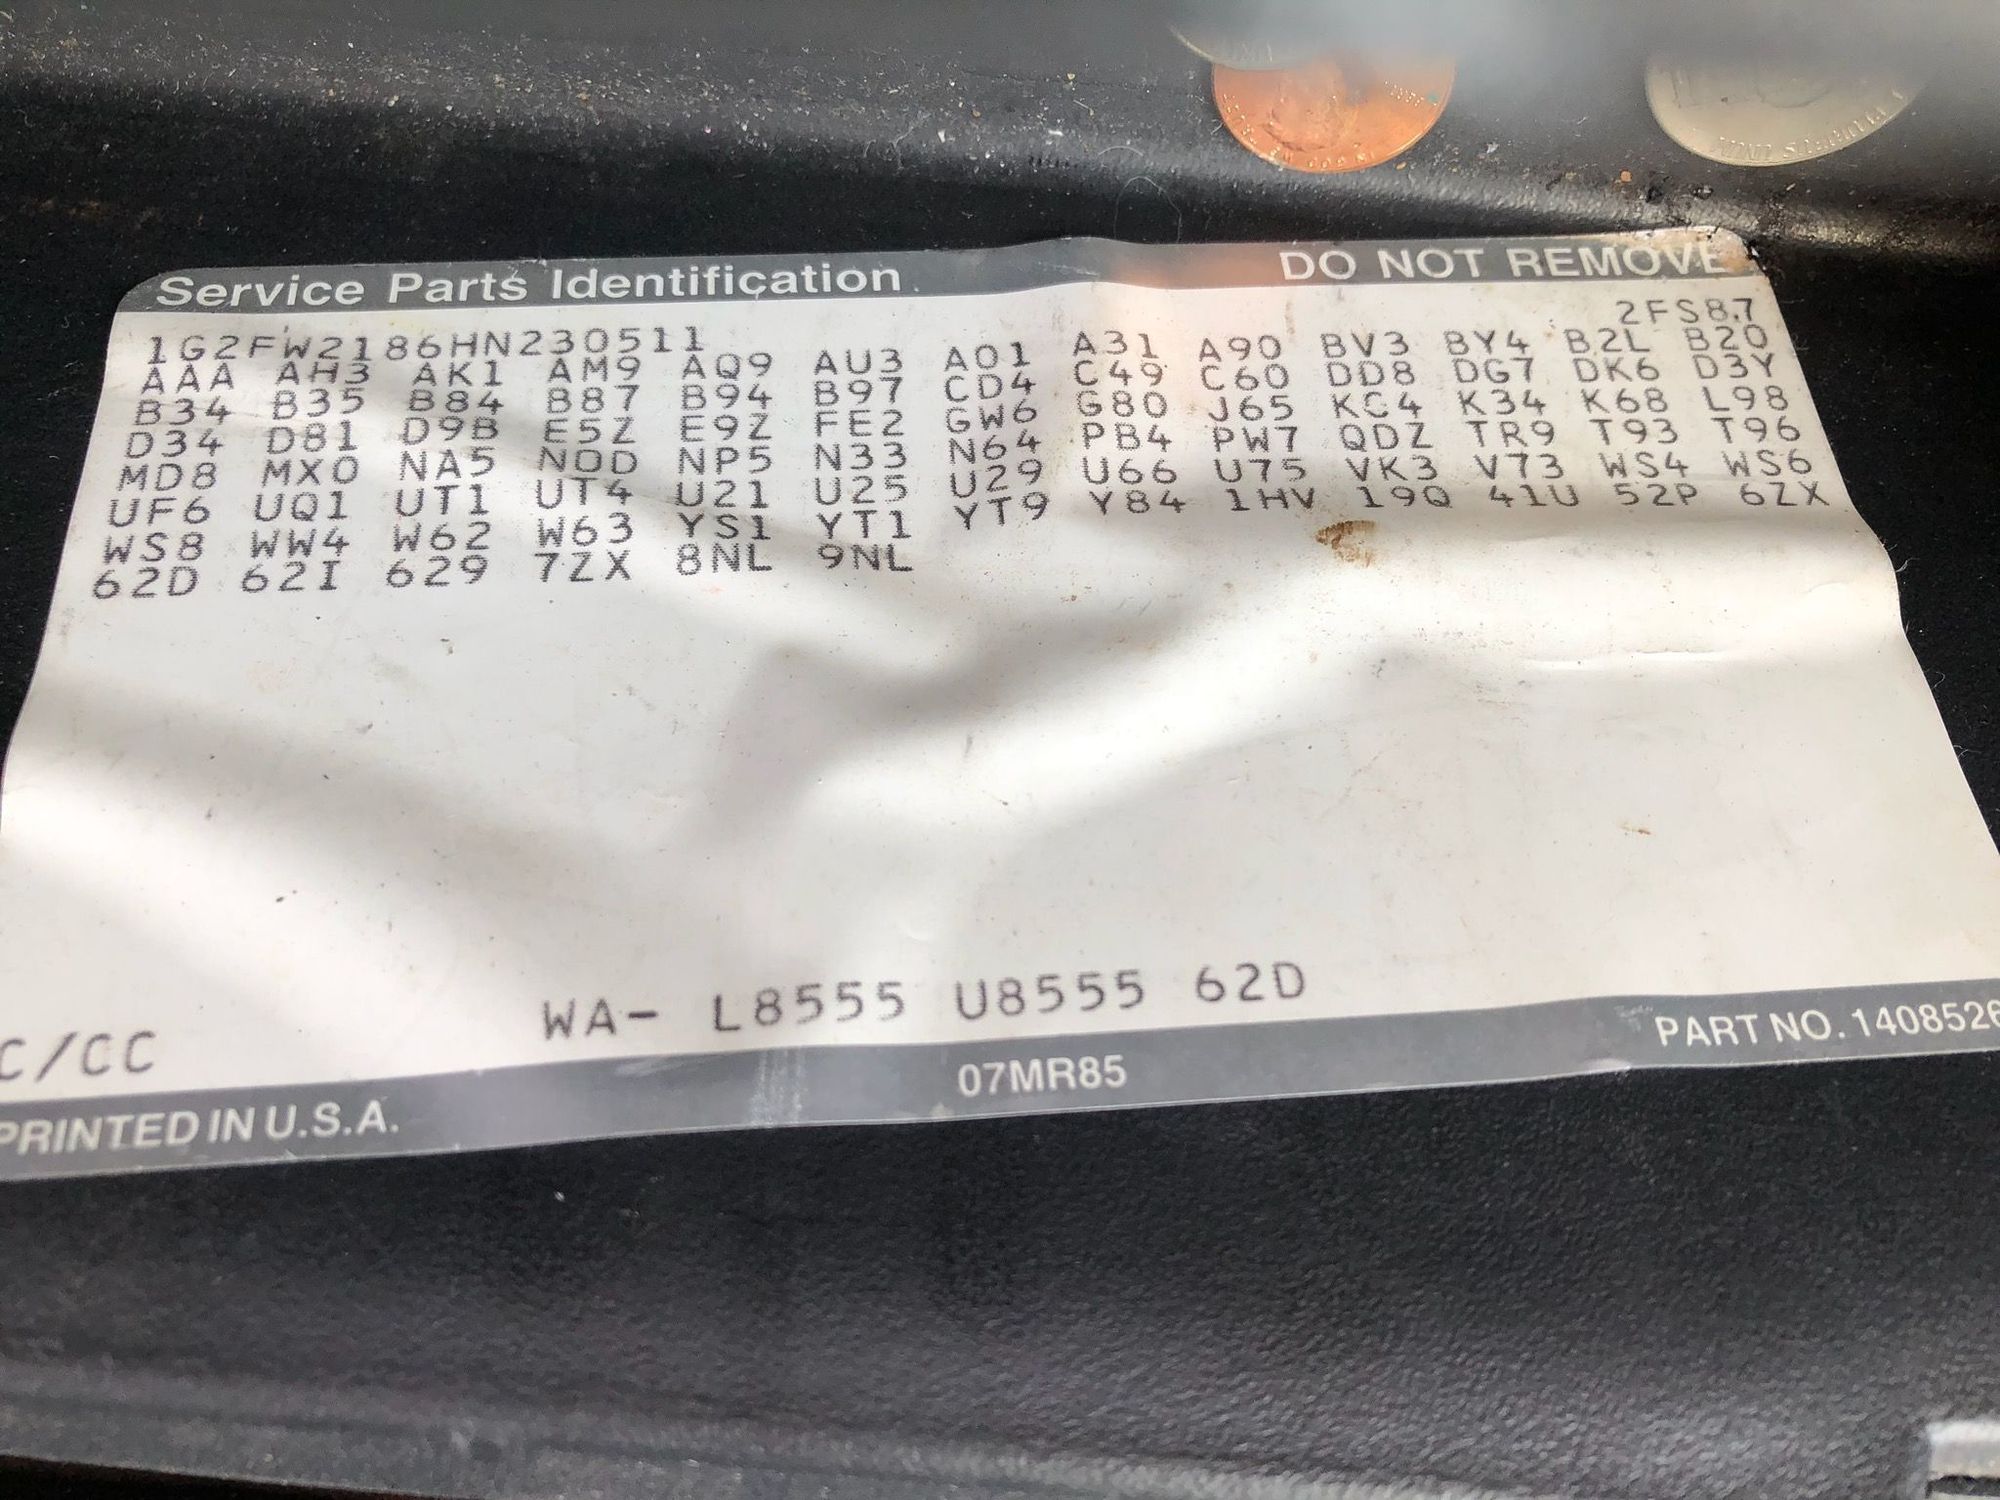 Service Parts Identification DO NOT REMOVE
1G2FW2186HN230511 2FS87
AAA AH3 AK1 AM9 AQ9 AU3 A01 A31 A90 BV3 BY4 B2L B20
B34 B35 B84 B87 B94 B97 CD4 C49 C60 DD8 DG7 DK6 D3Y
D34 D81 D9B E5Z E9Z FE2 GW6 G80 J65 KC4 K34 K68 L98
MD8 MX0 NA5 NOD NP5 N33 N64 PB4 PW7 QDZ TR9 T93 T96
UF6 UQ1 UT1 UT4 U21 U25 U29 U66 U75 VK3 V73 WS4 WS6
WS8 WW4 W62 W63 YS1 YT1 YT9 Y84 1HV 19Q 41U 52P 6ZX
62D 62I 629 7ZX 8NL 9NL
C/CC WA- L8555 U8555 62D
PRINTED IN U.S.A. 07MR85 PART NO. 1408526